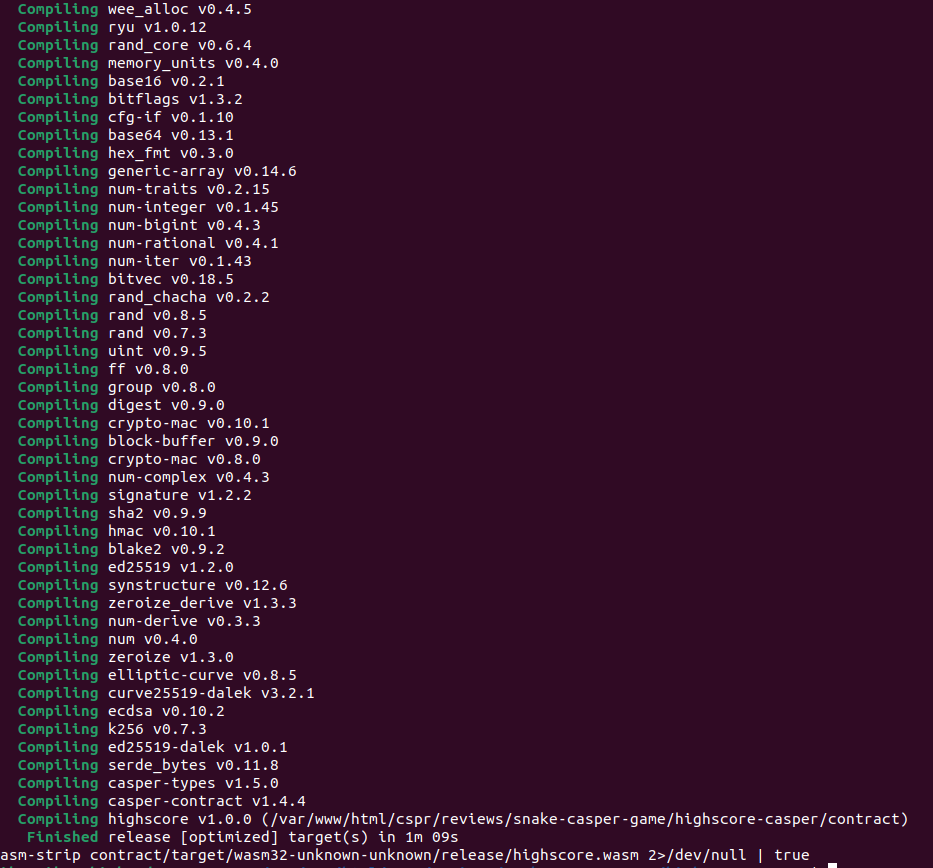 Compiling wee_alloc v0.4.5
Compiling ryu v1.0.12
Compiling rand_core v0.6.4
Compiling memory_units v0.4.0
Compiling base16 v0.2.1
Compiling bitflags v1.3.2
Compiling cfg-if v0.1.10
Compiling base64 v0.13.1
Compiling hex_fmt v0.3.0
Compiling generic-array v0.14.6
Compiling num-traits v0.2.15
Compiling num-integer v0.1.45
Compiling num-bigint v0.4.3
Compiling num-rational v0.4.1
Compiling num-iter v0.1.43
Compiling bitvec v0.18.5
Compiling rand_chacha v0.2.2
Compiling rand v0.8.5
Compiling rand v0.7.3
Compiling uint v0.9.5
Compiling ff v0.8.0
Compiling group v0.8.0
Compiling digest v0.9.0
Compiling crypto-mac v0.10.1
Compiling block-buffer v0.9.0
Compiling crypto-mac v0.8.0
Compiling num-complex v0.4.3
Compiling signature v1.2.2
Compiling sha2 v0.9.9
Compiling hmac v0.10.1
Compiling blake2 v0.9.2
Compiling ed25519 v1.2.0
Compiling synstructure v0.12.6
Compiling zeroize_derive v1.3.3
Compiling num-derive v0.3.3
Compiling num v0.4.0
Compiling zeroize v1.3.0
Compiling elliptic-curve v0.8.5
Compiling curve25519-dalek v3.2.1
Compiling ecdsa v0.10.2
Compiling k256 v0.7.3
Compiling ed25519-dalek v1.0.1
Compiling serde_bytes v0.11.8
Compiling casper-types v1.5.0
Compiling casper-contract v1.4.4
Compiling highscore v1.0.0 (/var/www/html/cspr/reviews/snake-casper-game/highscore-casper/contract)
Finished release [optimized] target(s) in 1m 09s
asm-strip contract/target/wasm32-unknown-unknown/release/highscore.wasm 2>/dev/null | true